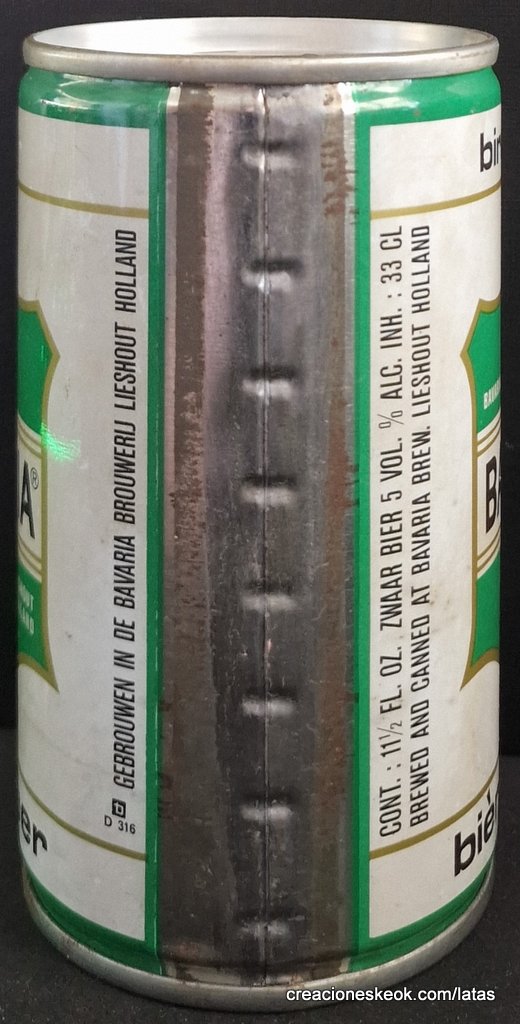 GEBROUWEN IN DE BAVARIA BROUWERIJ LIESHOUT HOLLAND
D 316
CONT. : 11½ FL. OZ. ZWAAR BIER 5 VOL. % ALC. INH. : 33 CL
BREWED AND CANNED AT BAVARIA BREW. LIESHOUT HOLLAND
A®
er
bir
biè
creacioneskeok.com/latas